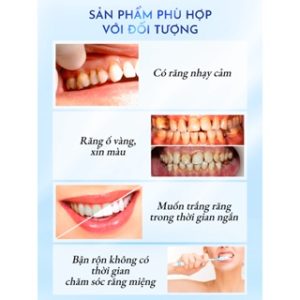 SẢN PHẨM PHÙ HỢP
VỚI ĐỐI TƯỢNG
Có răng nhạy cảm
Răng ố vàng,
xỉn màu
Muốn trắng răng
trong thời gian ngắn
Bận rộn không có
thời gian
chăm sóc răng miệng